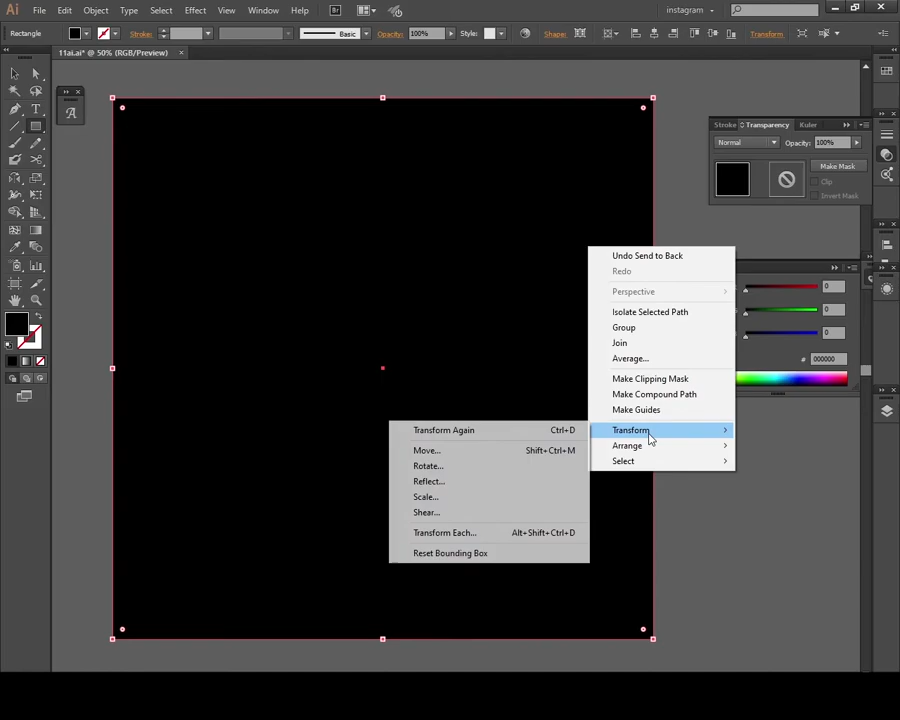 Ai File Edit Object Type Select Effect View Window Help Br instagram
Rectangle Stroke: Basic Opacity: 100% Style: Shape: Transform
11ai.ai* @ 50% (RGB/Preview)
Stroke Transparency Kuler
Normal Opacity: 100%
Make Mask
Clip
Invert Mask
Undo Send to Back
Redo
Perspective
Isolate Selected Path
Group
Join
Average...
Make Clipping Mask
Make Compound Path
Make Guides
Transform
Arrange
Select
0
0
0
# 000000
Transform Again Ctrl+D
Move... Shift+Ctrl+M
Rotate...
Reflect...
Scale...
Shear...
Transform Each... Alt+Shift+Ctrl+D
Reset Bounding Box